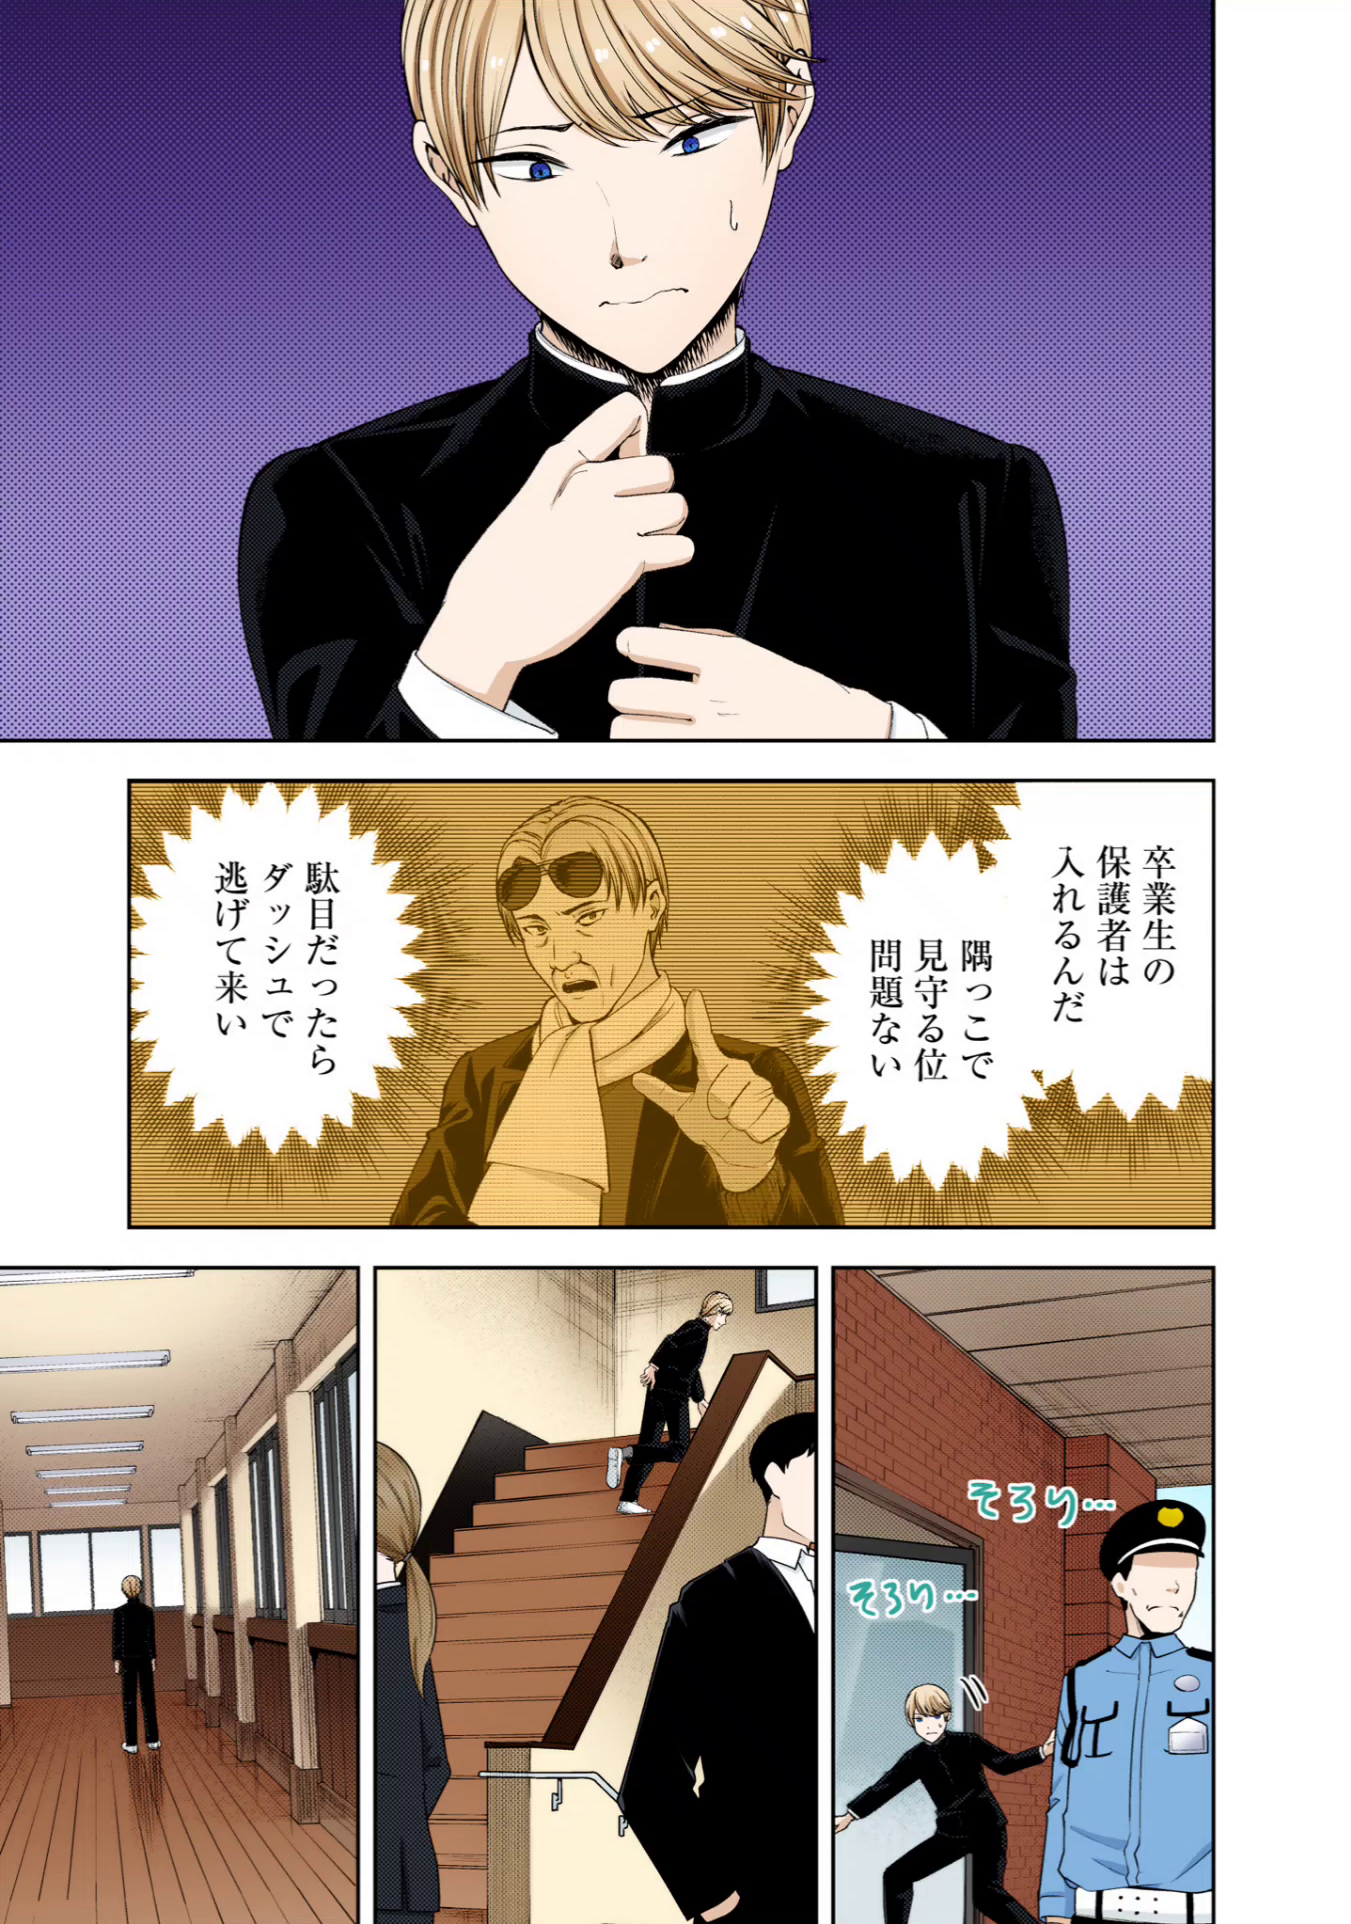 卒業生の
保護者は
入れるんだ
隅っこで
見守る位
問題ない
駄目だったら
ダッシュで
逃げて来い
そろり…
そろり…